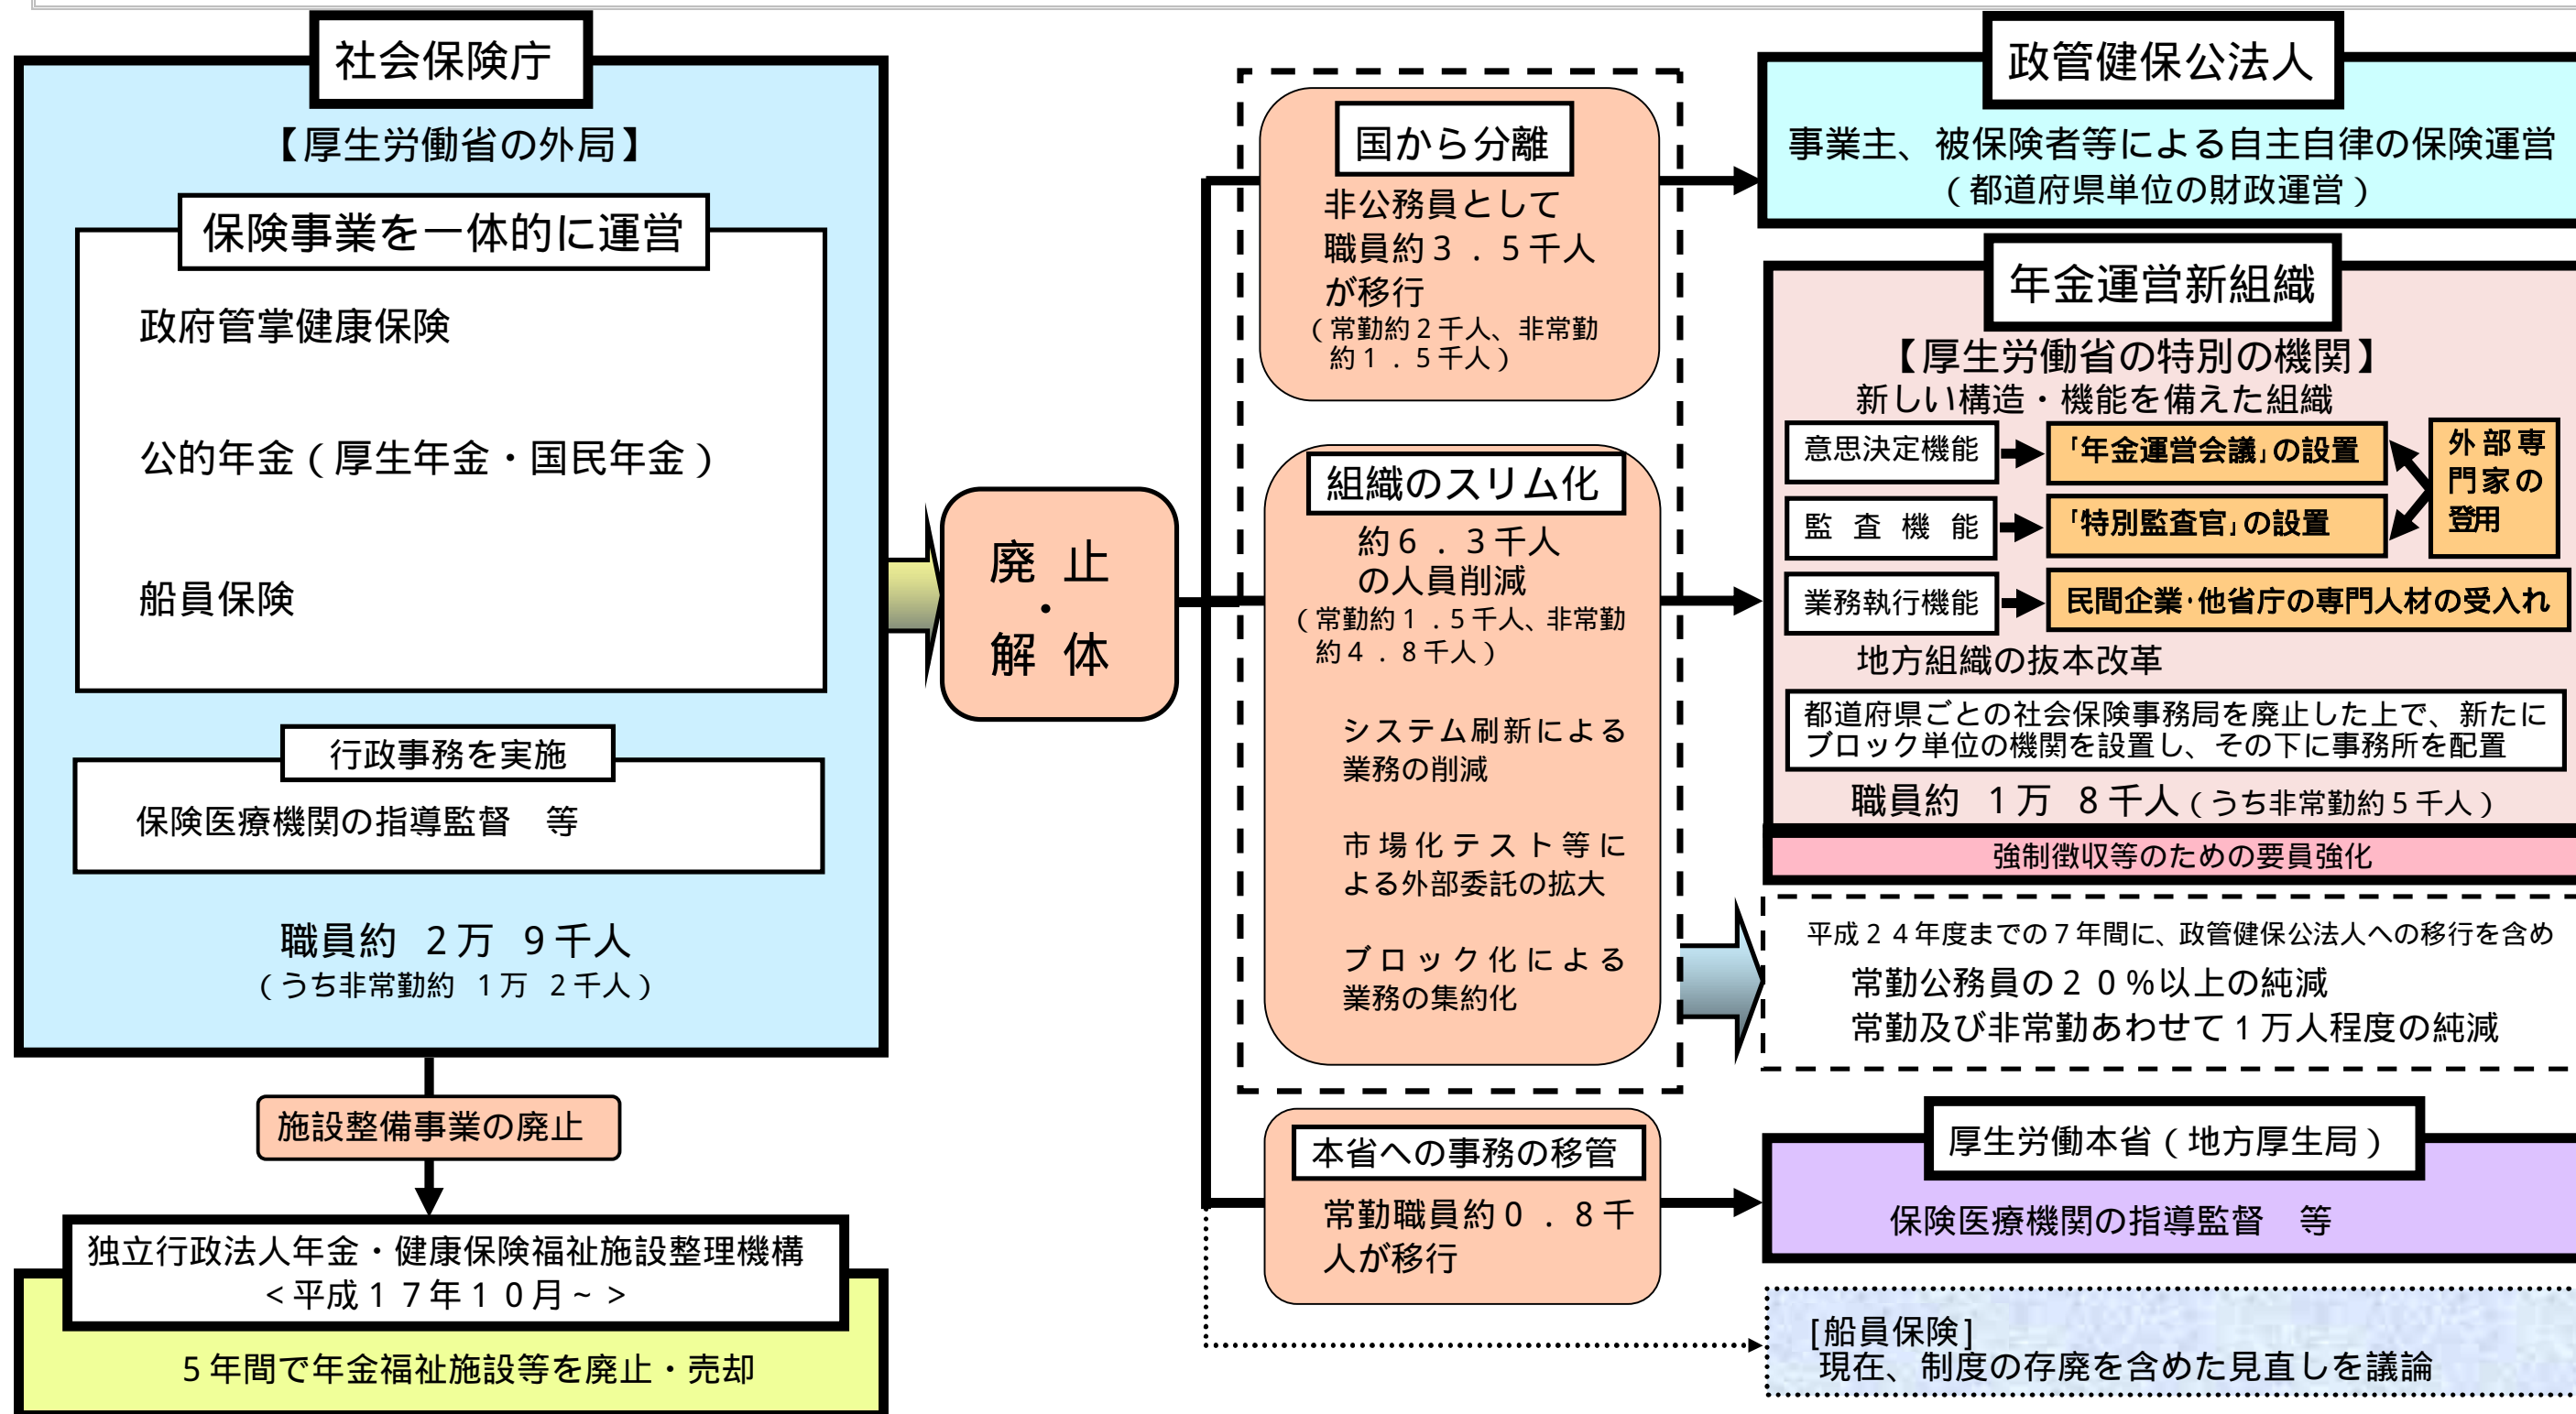 社会保険庁
【厚生労働省の外局】
保険事業を一体的に運営
政府管掌健康保険
公的年金（厚生年金・国民年金）
船員保険
行政事務を実施
保険医療機関の指導監督　等
職員約 2万 9千人
（うち非常勤約 1万 2千人）
施設整備事業の廃止
独立行政法人年金・健康保険福祉施設整理機構
＜平成１７年１０月～＞
５年間で年金福祉施設等を廃止・売却
廃 止
・
解 体
国から分離
非公務員として
職員約３．５千人
が移行
（常勤約２千人、非常勤
約１．５千人）
組織のスリム化
約６．３千人
の人員削減
（常勤約１．５千人、非常勤
約４．８千人）
システム刷新による
業務の削減
市場化テスト等に
よる外部委託の拡大
ブロック化による
業務の集約化
本省への事務の移管
常勤職員約０．８千
人が移行
政管健保公法人
事業主、被保険者等による自主自律の保険運営
（都道府県単位の財政運営）
年金運営新組織
【厚生労働省の特別の機関】
新しい構造・機能を備えた組織
意思決定機能
「年金運営会議」の設置
監 査 機 能
「特別監査官」の設置
外部専
門家の
登用
業務執行機能
民間企業・他省庁の専門人材の受入れ
地方組織の抜本改革
都道府県ごとの社会保険事務局を廃止した上で、新たに
ブロック単位の機関を設置し、その下に事務所を配置
職員約 1万 8千人（うち非常勤約５千人）
強制徴収等のための要員強化
平成２４年度までの７年間に、政管健保公法人への移行を含め
常勤公務員の２０％以上の純減
常勤及び非常勤あわせて１万人程度の純減
厚生労働本省（地方厚生局）
保険医療機関の指導監督　等
[船員保険]
現在、制度の存廃を含めた見直しを議論